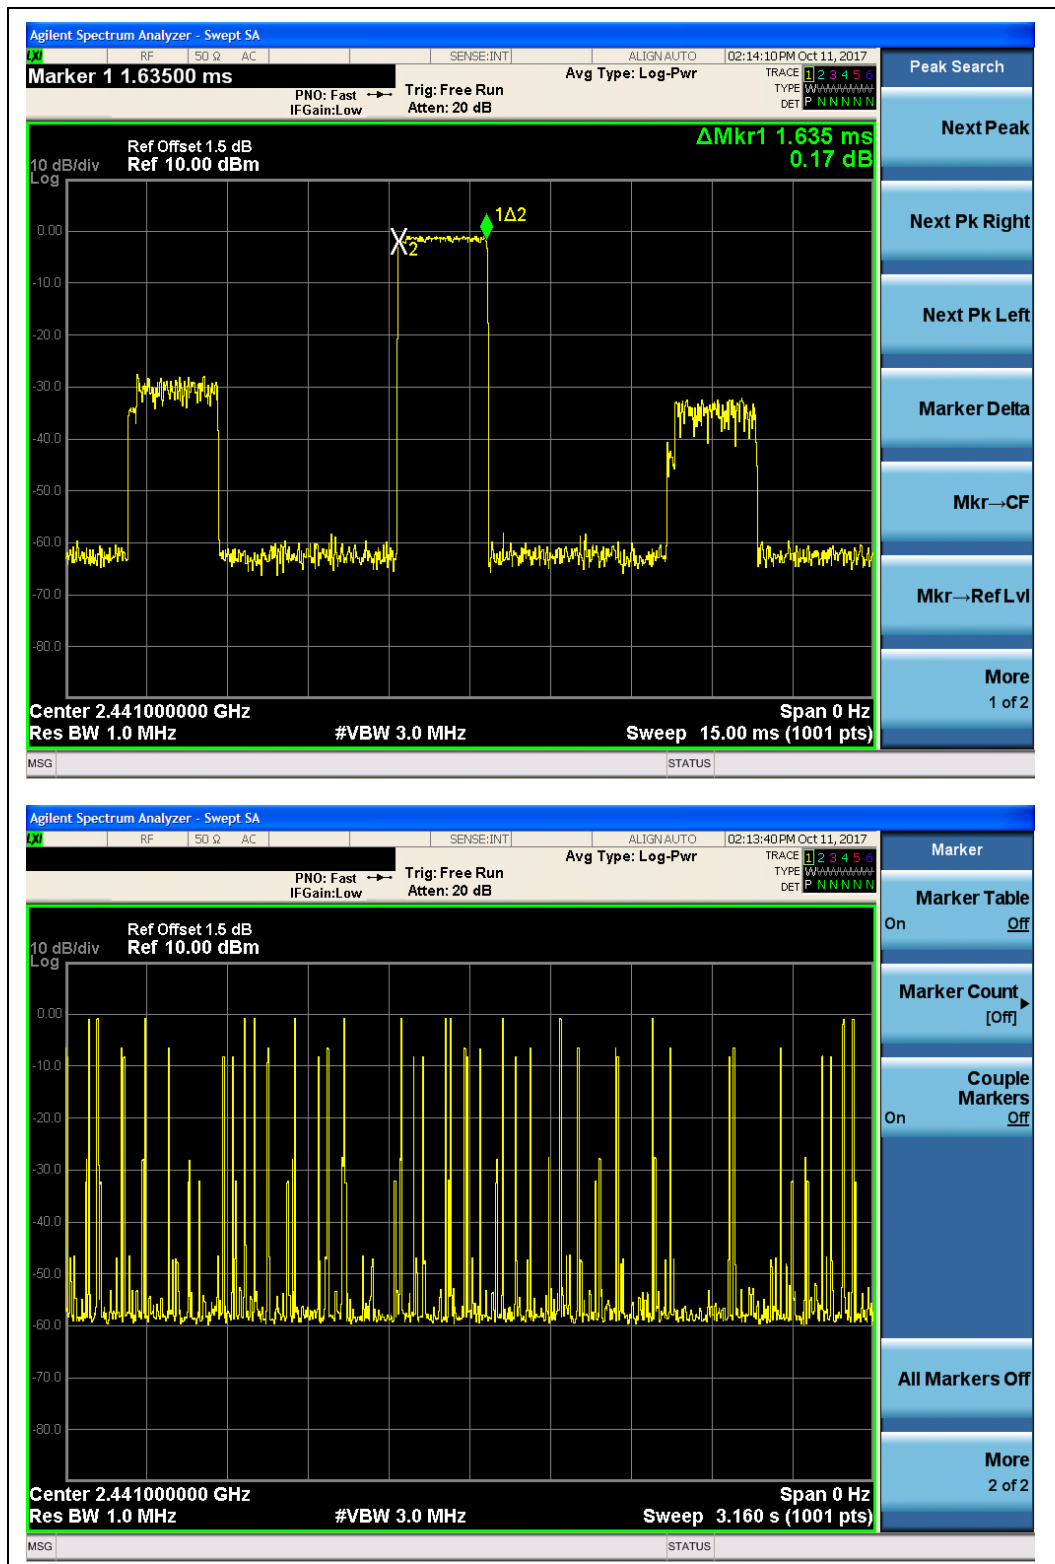 Agilent Spectrum Analyzer - Swept SA
LXI RF 50 Ω AC SENSE:INT ALIGN AUTO 02:14:10 PM Oct 11, 2017
Marker 1 1.63500 ms
PNO: Fast
IFGain:Low
Trig: Free Run
Atten: 20 dB
Avg Type: Log-Pwr
TRACE 1 2 3 4 5 6
TYPE W
DET P N N N N N
Peak Search
Next Peak
Next Pk Right
Next Pk Left
Marker Delta
Mkr→CF
Mkr→Ref Lvl
More
1 of 2
ΔMkr1 1.635 ms
0.17 dB
Ref Offset 1.5 dB
10 dB/div Ref 10.00 dBm
Log
1Δ2
2
0.00
-10.0
-20.0
-30.0
-40.0
-50.0
-60.0
-70.0
-80.0
Center 2.441000000 GHz Span 0 Hz
Res BW 1.0 MHz #VBW 3.0 MHz Sweep 15.00 ms (1001 pts)
MSG STATUS
Agilent Spectrum Analyzer - Swept SA
LXI RF 50 Ω AC SENSE:INT ALIGN AUTO 02:13:40 PM Oct 11, 2017
PNO: Fast
IFGain:Low
Trig: Free Run
Atten: 20 dB
Avg Type: Log-Pwr
TRACE 1 2 3 4 5 6
TYPE W
DET P N N N N N
Marker
Marker Table
On Off
Marker Count
[Off]
Couple
Markers
On Off
All Markers Off
More
2 of 2
Ref Offset 1.5 dB
10 dB/div Ref 10.00 dBm
Log
0.00
-10.0
-20.0
-30.0
-40.0
-50.0
-60.0
-70.0
-80.0
Center 2.441000000 GHz Span 0 Hz
Res BW 1.0 MHz #VBW 3.0 MHz Sweep 3.160 s (1001 pts)
MSG STATUS